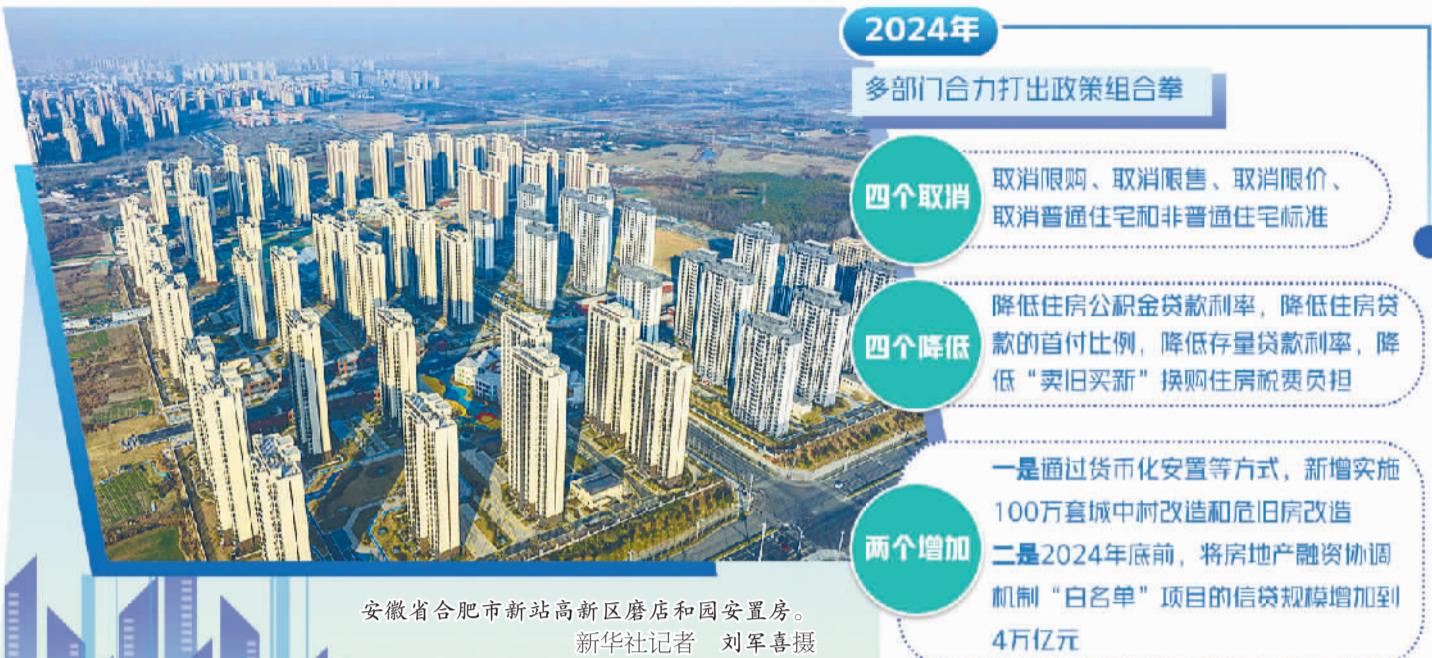 2024年
多部门合力打出政策组合拳
四个取消
取消限购、取消限售、取消限价、
取消普通住宅和非普通住宅标准
四个降低
降低住房公积金贷款利率，降低住房贷
款的首付比例，降低存量贷款利率，降
低“卖旧买新”换购住房税费负担
两个增加
一是通过货币化安置等方式，新增实施
100万套城中村改造和危旧房改造
二是2024年底前，将房地产融资协调
机制“白名单”项目的信贷规模增加到
4万亿元
安徽省合肥市新站高新区磨店和园安置房。
新华社记者 刘军喜摄